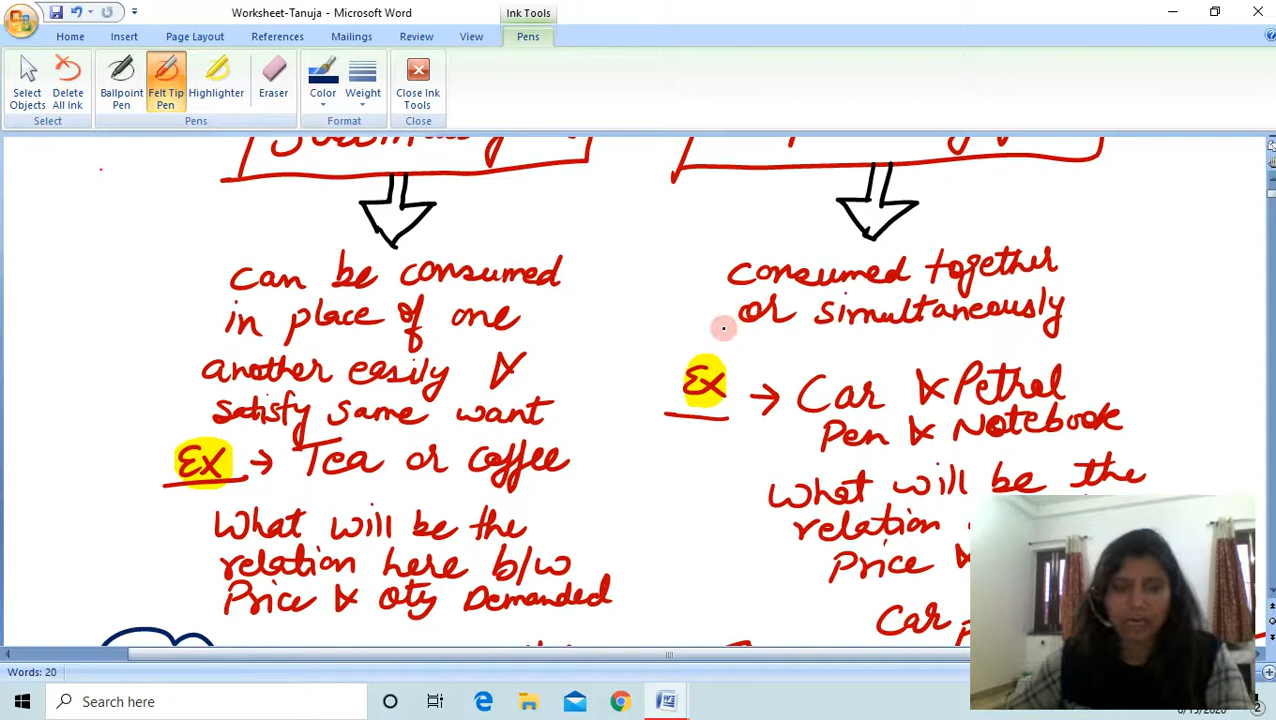 Worksheet-Tanuja - Microsoft Word
Ink Tools
Home
Insert
Page Layout
References
Mailings
Review
View
Pens
Select Objects
Delete All Ink
Ballpoint Pen
Felt Tip Pen
Highlighter
Eraser
Color
Weight
Close Ink Tools
Select
Pens
Format
Close
can be consumed
in place of one
another easily &
satisfy same want
Ex → Tea or coffee
What will be the
relation here b/w
Price & Qty Demanded
Consumed together
or simultaneously
Ex → Car & Petrol
Pen & Notebook
What will be the
relation
Price &
Car
Words: 20
Type here to search